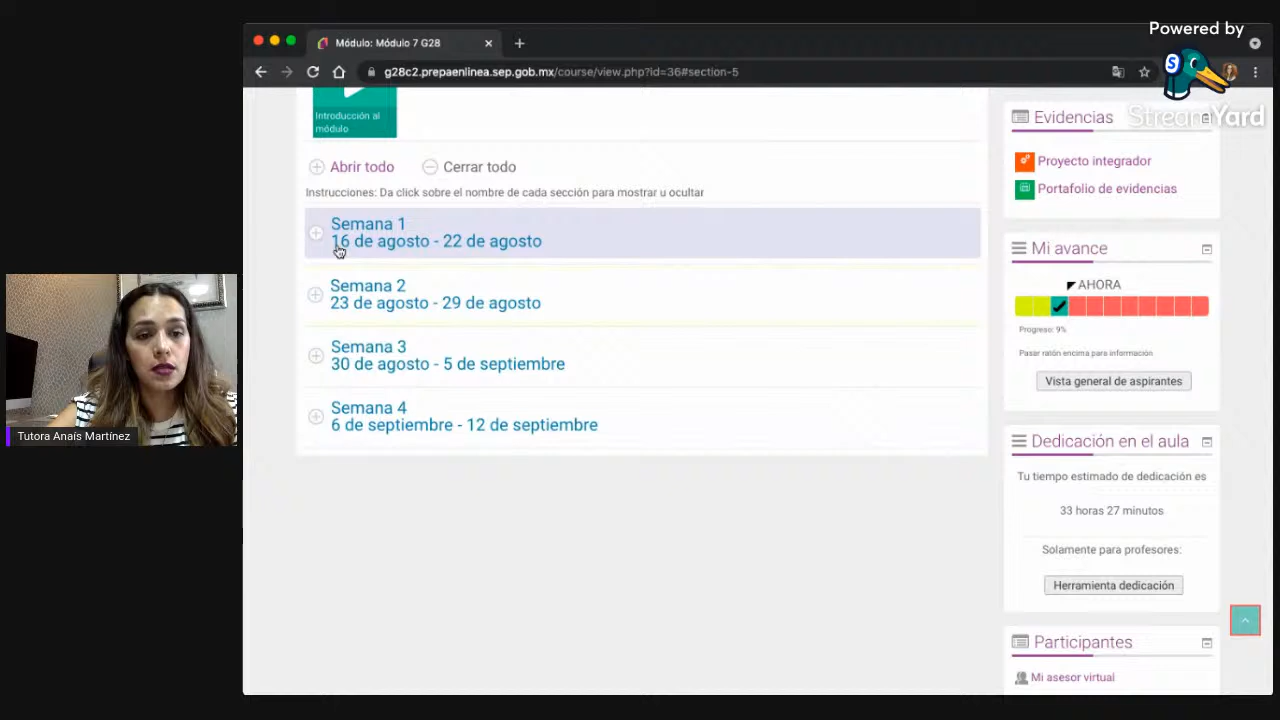 Powered by
StreamYard
Módulo: Módulo 7 G28
g28c2.prepaenlinea.sep.gob.mx/course/view.php?id=36#section-5
Introducción al
módulo
Abrir todo
Cerrar todo
Instrucciones: Da click sobre el nombre de cada sección para mostrar u ocultar
Semana 1
16 de agosto - 22 de agosto
Semana 2
23 de agosto - 29 de agosto
Semana 3
30 de agosto - 5 de septiembre
Semana 4
6 de septiembre - 12 de septiembre
Evidencias
Proyecto integrador
Portafolio de evidencias
Mi avance
AHORA
Progreso: 9%
Pasar ratón encima para información
Vista general de aspirantes
Dedicación en el aula
Tu tiempo estimado de dedicación es
33 horas 27 minutos
Solamente para profesores:
Herramienta dedicación
Participantes
Mi asesor virtual
Tutora Anaís Martínez